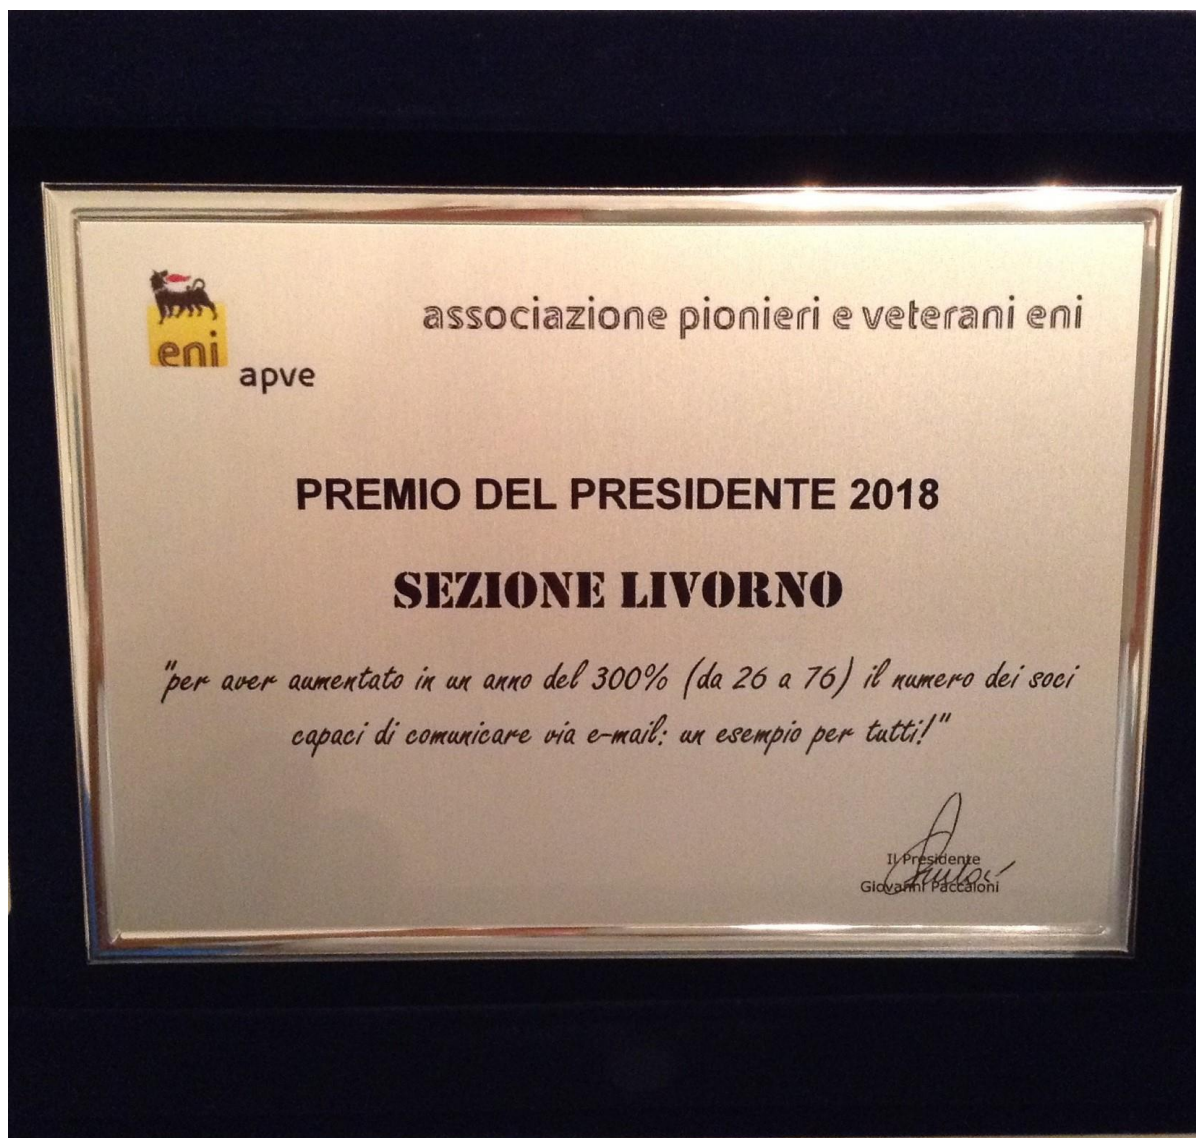 eni
apve
associazione pionieri e veterani eni
PREMIO DEL PRESIDENTE 2018
SEZIONE LIVORNO
"per aver aumentato in un anno del 300% (da 26 a 76) il numero dei soci
capaci di comunicare via e-mail: un esempio per tutti!"
Il Presidente
Giovanni Paccaloni